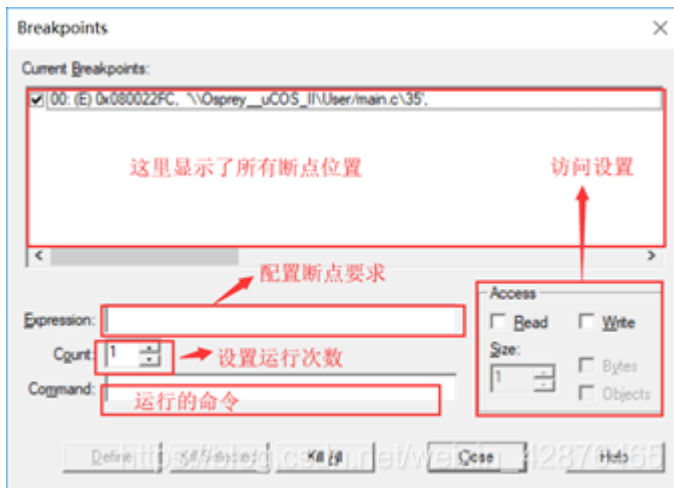 Breakpoints
Current Breakpoints:
00: (E) 0x080022FC, '\\Osprey__uCOS_II\User/main.c\35',
这里显示了所有断点位置
访问设置
配置断点要求
Access
Expression:
Read
Write
Count:
1
设置运行次数
Size:
1
Bytes
Objects
Command:
运行的命令
Define
Kill Selected
Kill All
Close
Help